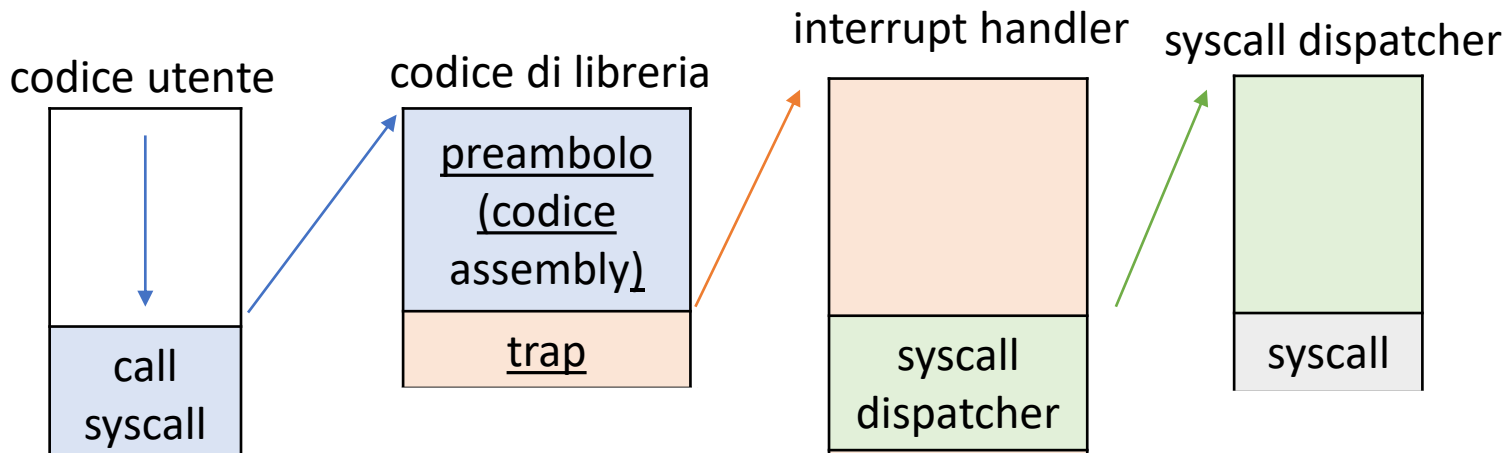 codice utente
call
syscall
codice di libreria
preambolo
(codice
assembly)
trap
interrupt handler
syscall
dispatcher
syscall dispatcher
syscall